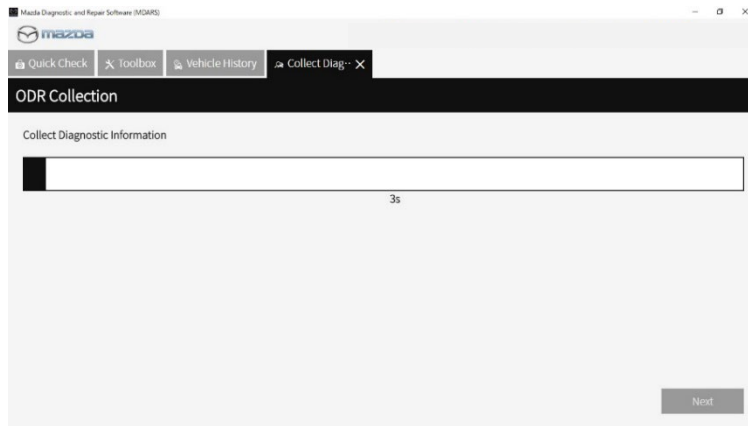 Mazda Diagnostic and Repair Software (MDARS)
mazda
Quick Check
Toolbox
Vehicle History
Collect Diag··
ODR Collection
Collect Diagnostic Information
3s
Next